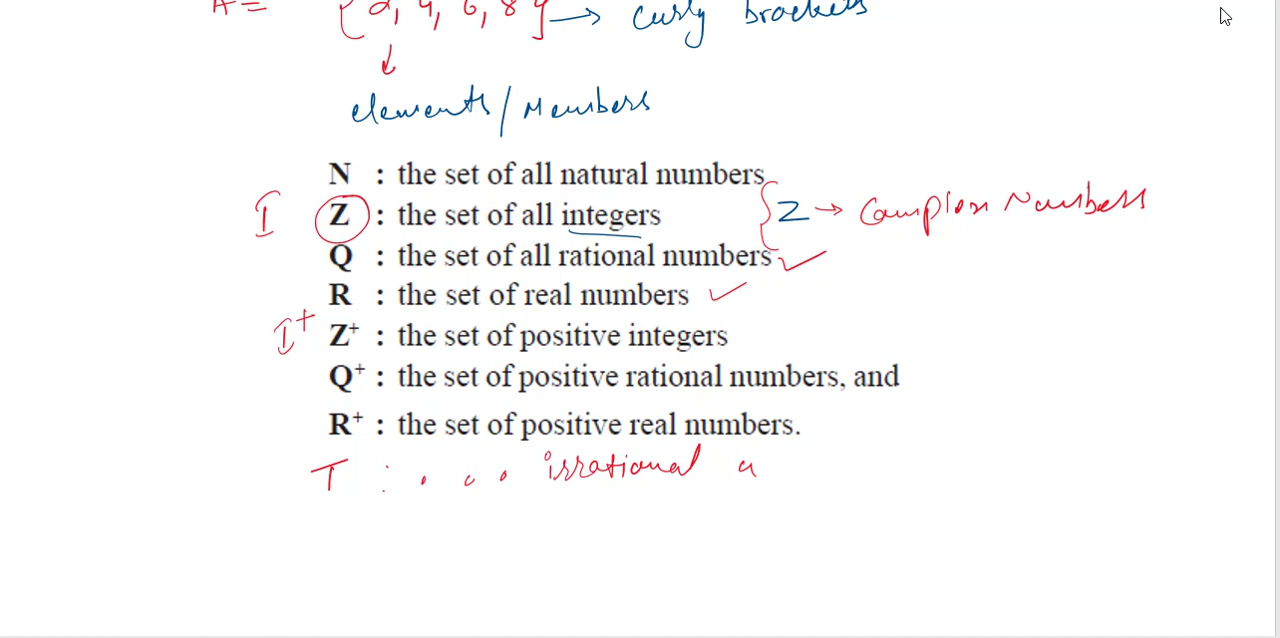 A = {2, 4, 6, 8} → curly brackets
elements / Members
N : the set of all natural numbers
I Z : the set of all integers { Z → Complex Numbers
Q : the set of all rational numbers
R : the set of real numbers
I+ Z+ : the set of positive integers
Q+ : the set of positive rational numbers, and
R+ : the set of positive real numbers.
T : . . . irrational